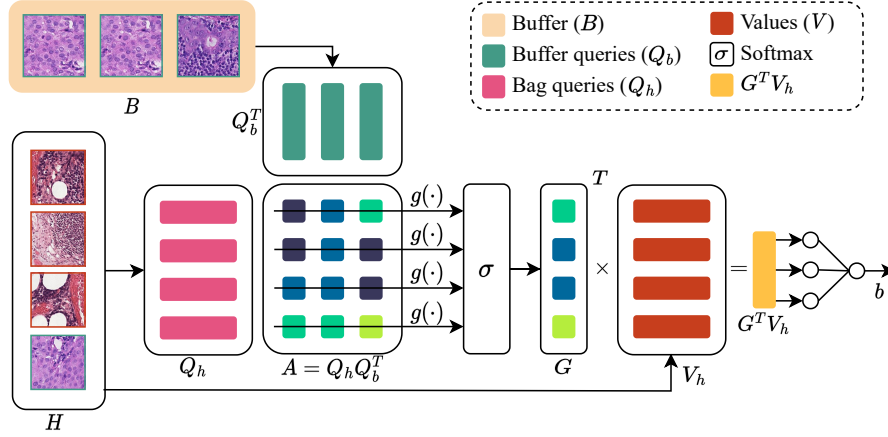 Buffer (B)
Buffer queries (Q_b)
Bag queries (Q_h)
Values (V)
σ Softmax
G^T V_h
B
Q_b^T
H
Q_h
A = Q_h Q_b^T
g(·)
g(·)
g(·)
g(·)
σ
G
T
×
V_h
=
G^T V_h
b